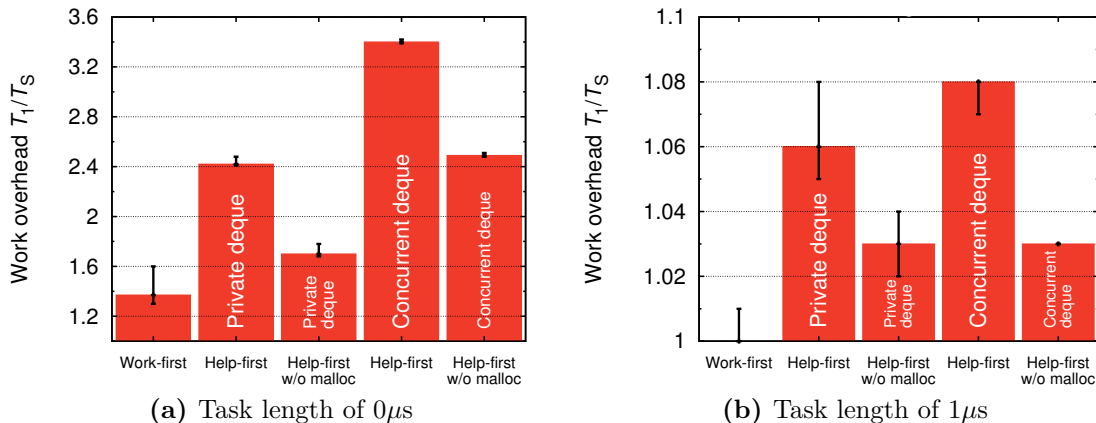 Work overhead T1/TS
3.6
3.2
2.8
2.4
2
1.6
1.2
Private deque
Private
deque
Concurrent deque
Concurrent deque
Work-first
Help-first
Help-first
w/o malloc
Help-first
Help-first
w/o malloc
(a) Task length of 0μs
Work overhead T1/TS
1.1
1.08
1.06
1.04
1.02
1
Private deque
Private
deque
Concurrent deque
Concurrent
deque
Work-first
Help-first
Help-first
w/o malloc
Help-first
Help-first
w/o malloc
(b) Task length of 1μs